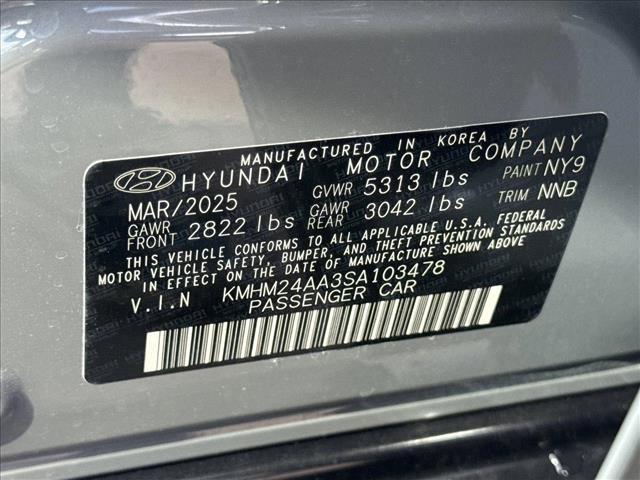 MANUFACTURED IN KOREA BY
HYUNDAI MOTOR COMPANY
MAR/2025 GVWR 5313 lbs PAINT NY9
GAWR FRONT 2822 lbs GAWR REAR 3042 lbs TRIM NNB
THIS VEHICLE CONFORMS TO ALL APPLICABLE U.S.A. FEDERAL
MOTOR VEHICLE SAFETY, BUMPER, AND THEFT PREVENTION STANDARDS
IN EFFECT ON THE DATE OF MANUFACTURE SHOWN ABOVE
V.I.N KMHM24AA3SA103478
PASSENGER CAR